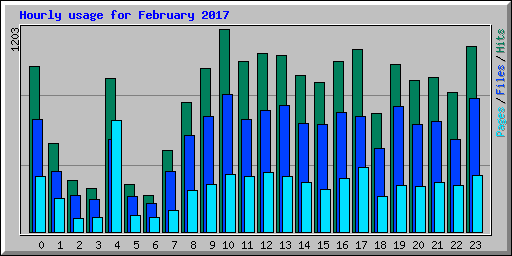 Hourly usage for February 2017
1203
Pages / Files / Hits
0 1 2 3 4 5 6 7 8 9 10 11 12 13 14 15 16 17 18 19 20 21 22 23